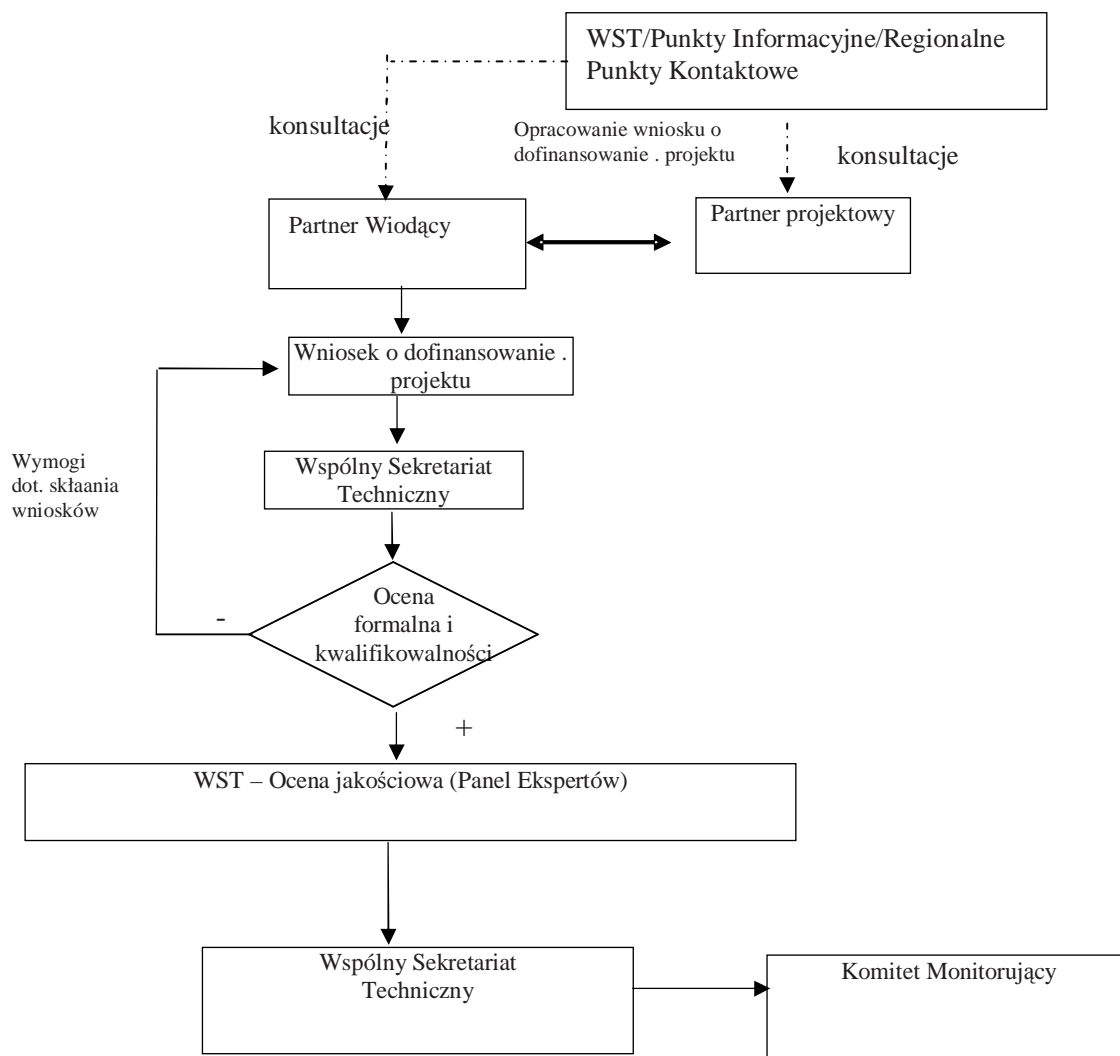 WST/Punkty Informacyjne/Regionalne
Punkty Kontaktowe
konsultacje
Opracowanie wniosku o
dofinansowanie . projektu
konsultacje
Partner Wiodący
Partner projektowy
Wniosek o dofinansowanie .
projektu
Wymogi
dot. skłaania
wniosków
Wspólny Sekretariat
Techniczny
Ocena
formalna i
kwalifikowalności
-
+
WST – Ocena jakościowa (Panel Ekspertów)
Wspólny Sekretariat
Techniczny
Komitet Monitorujący